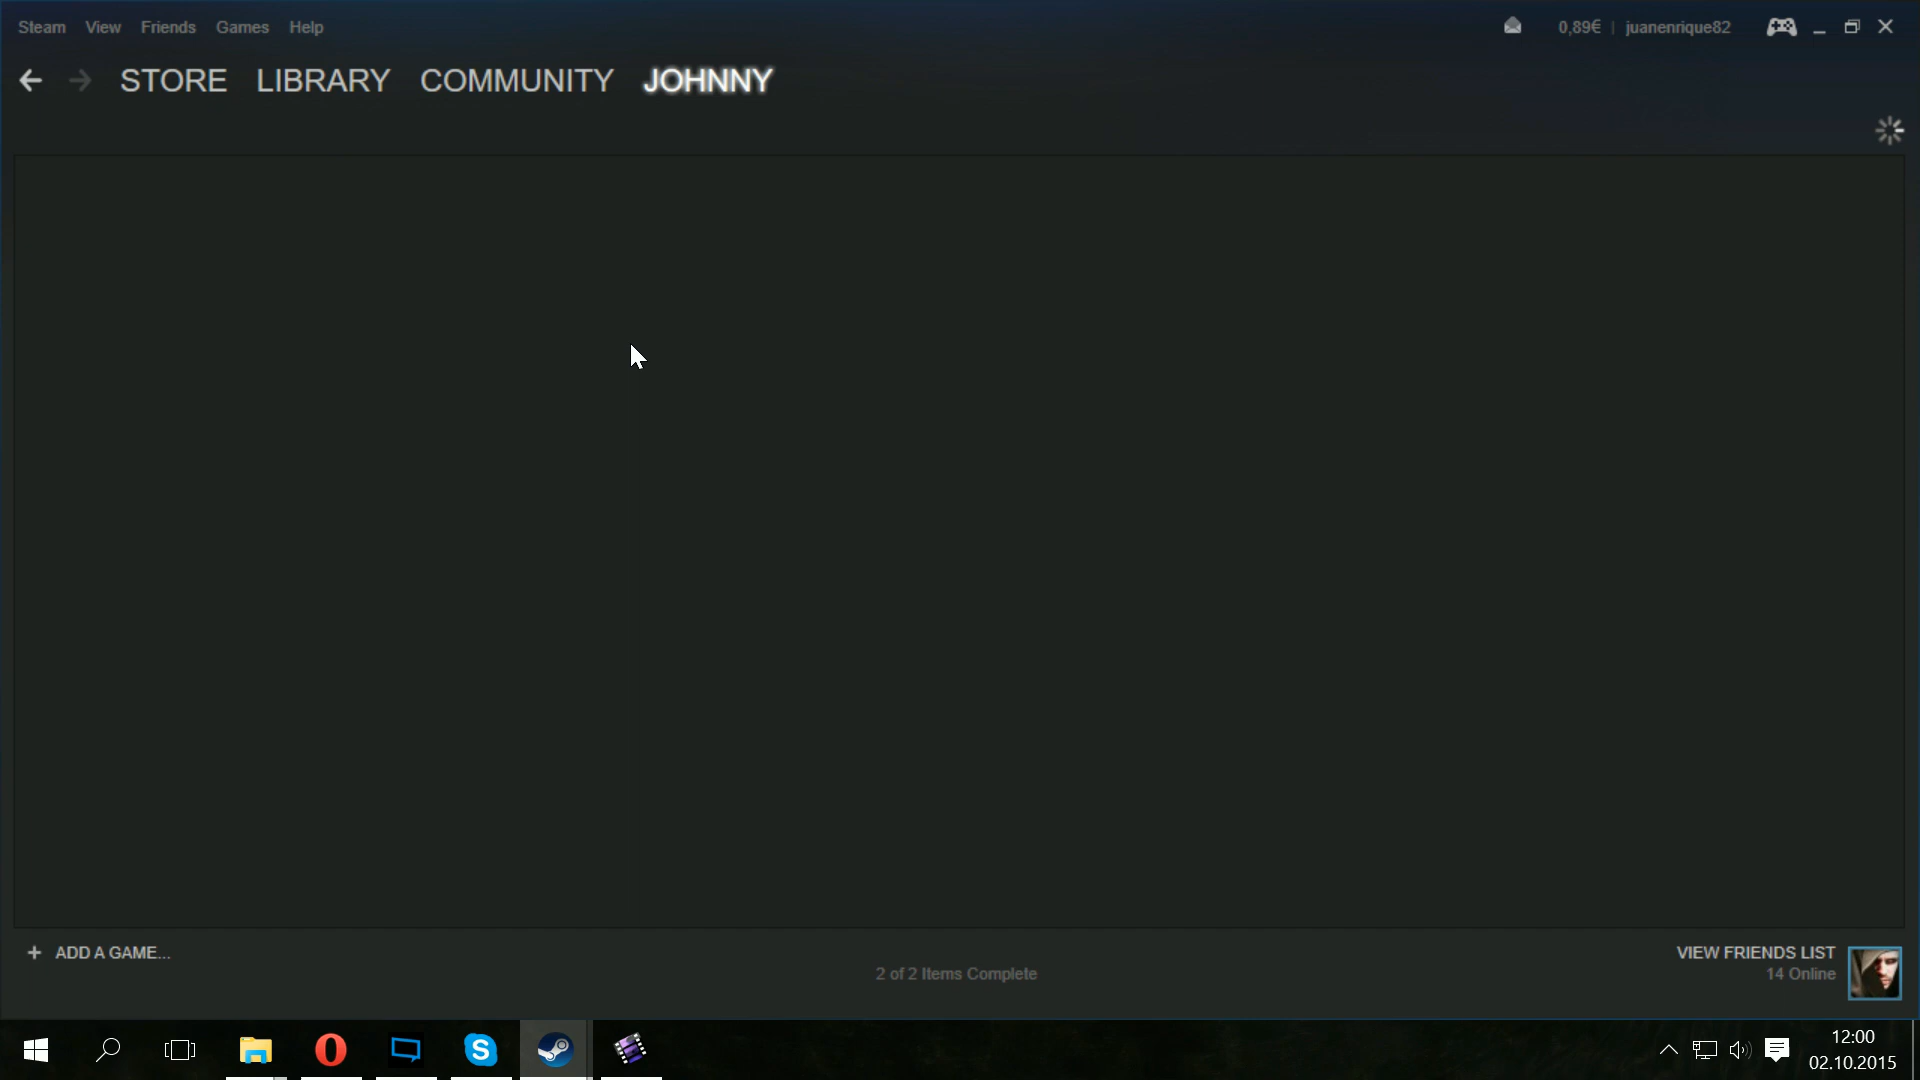 Steam View Friends Games Help
0,89€ | juanenrique82
STORE LIBRARY COMMUNITY JOHNNY
+ ADD A GAME...
2 of 2 Items Complete
VIEW FRIENDS LIST
14 Online
12:00
02.10.2015